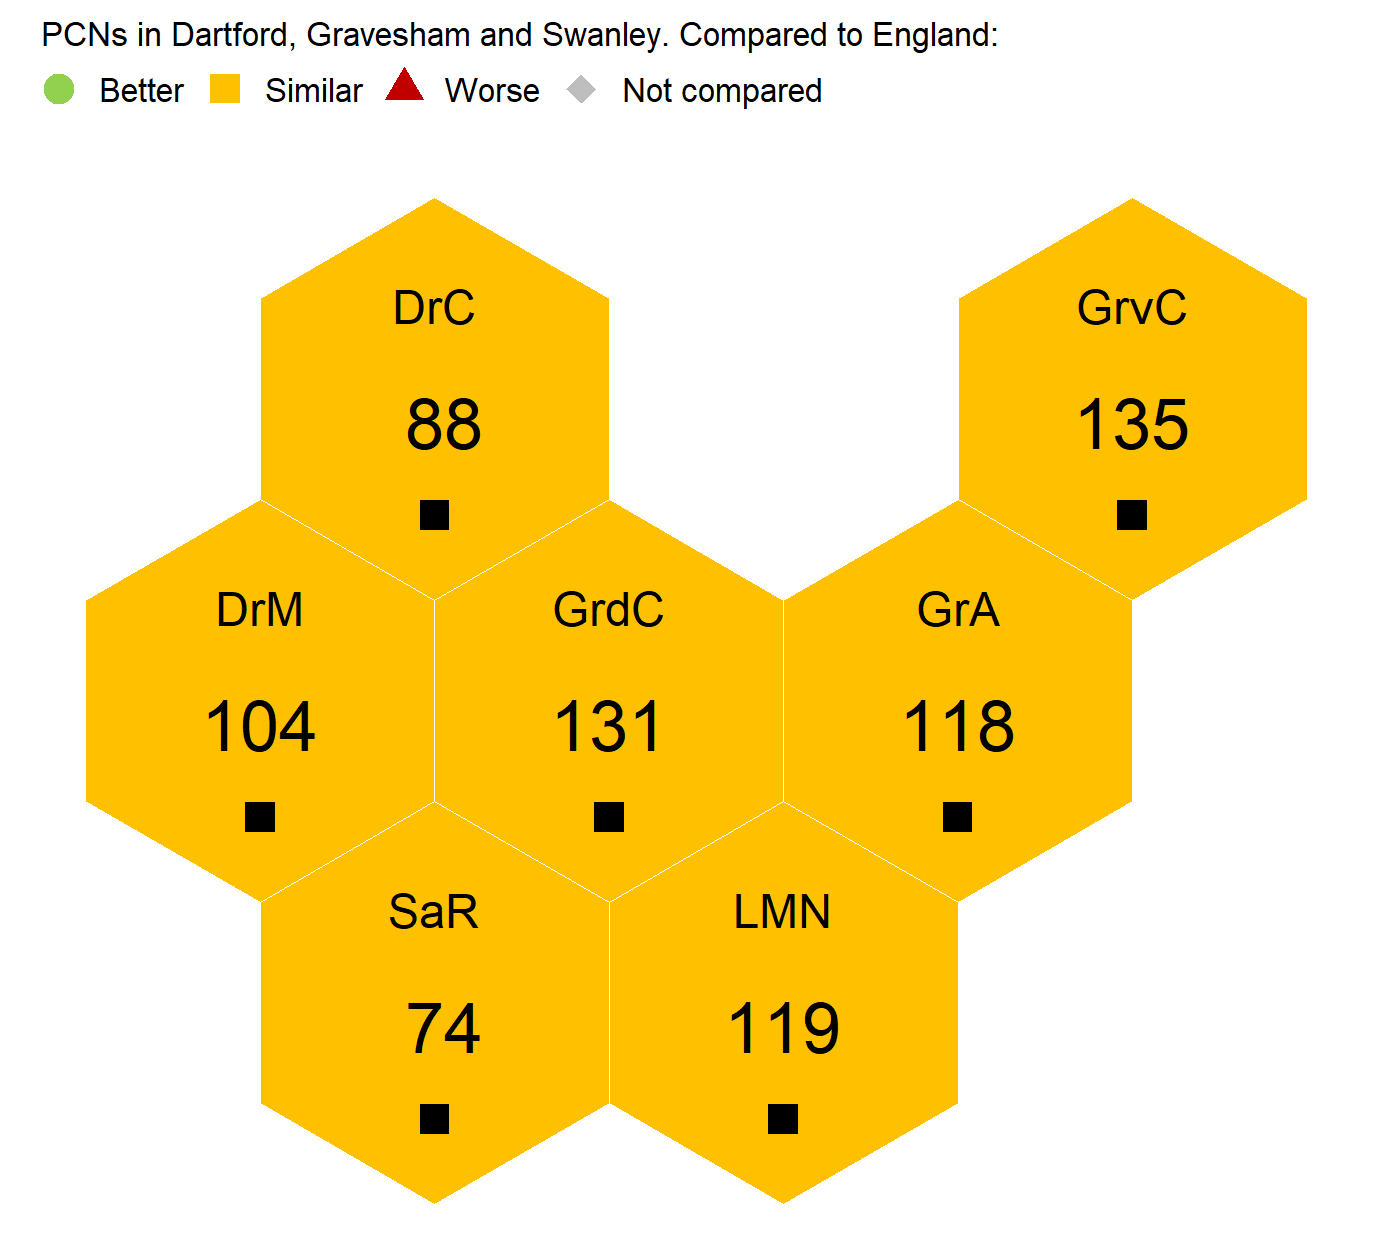 PCNs in Dartford, Gravesham and Swanley. Compared to England:
Better Similar Worse Not compared
DrC
88
GrvC
135
DrM
104
GrdC
131
GrA
118
SaR
74
LMN
119